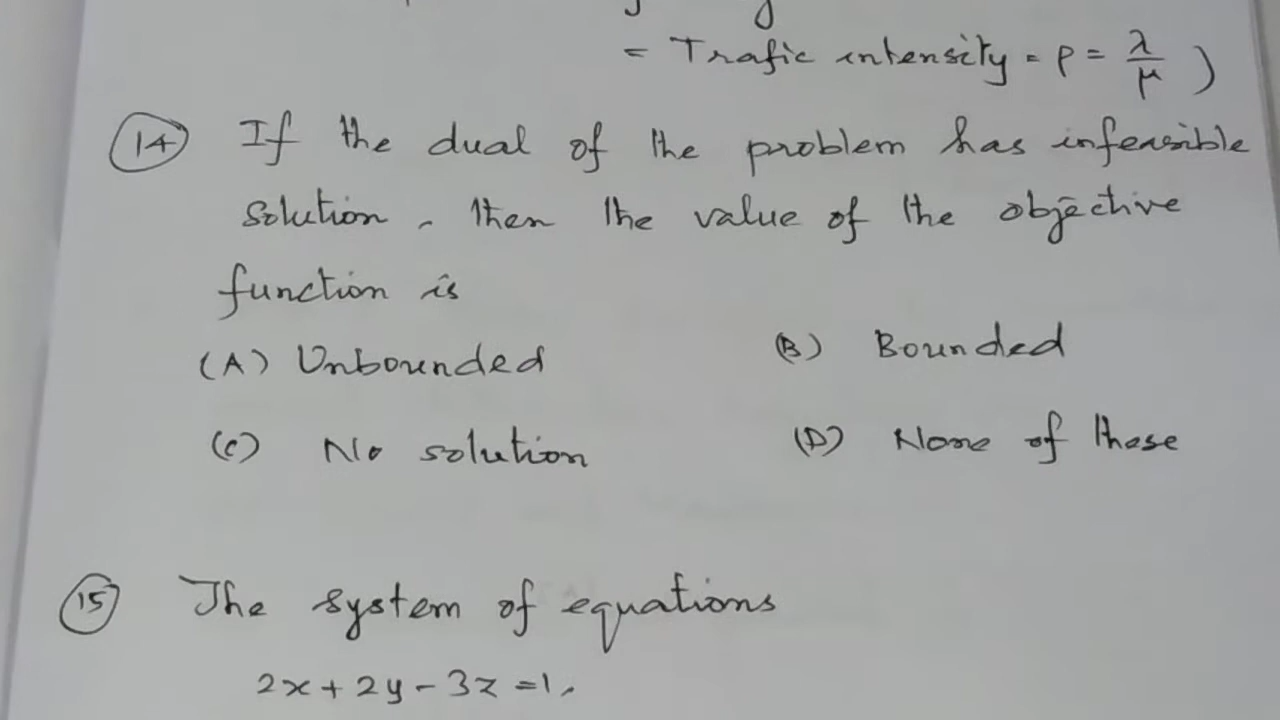 = Trafic intensity = ρ = λ/μ )
(14) If the dual of the problem has infeasible
solution, then the value of the objective
function is
(A) Unbounded (B) Bounded
(C) No solution (D) None of these
(15) The system of equations
2x + 2y - 3z = 1,